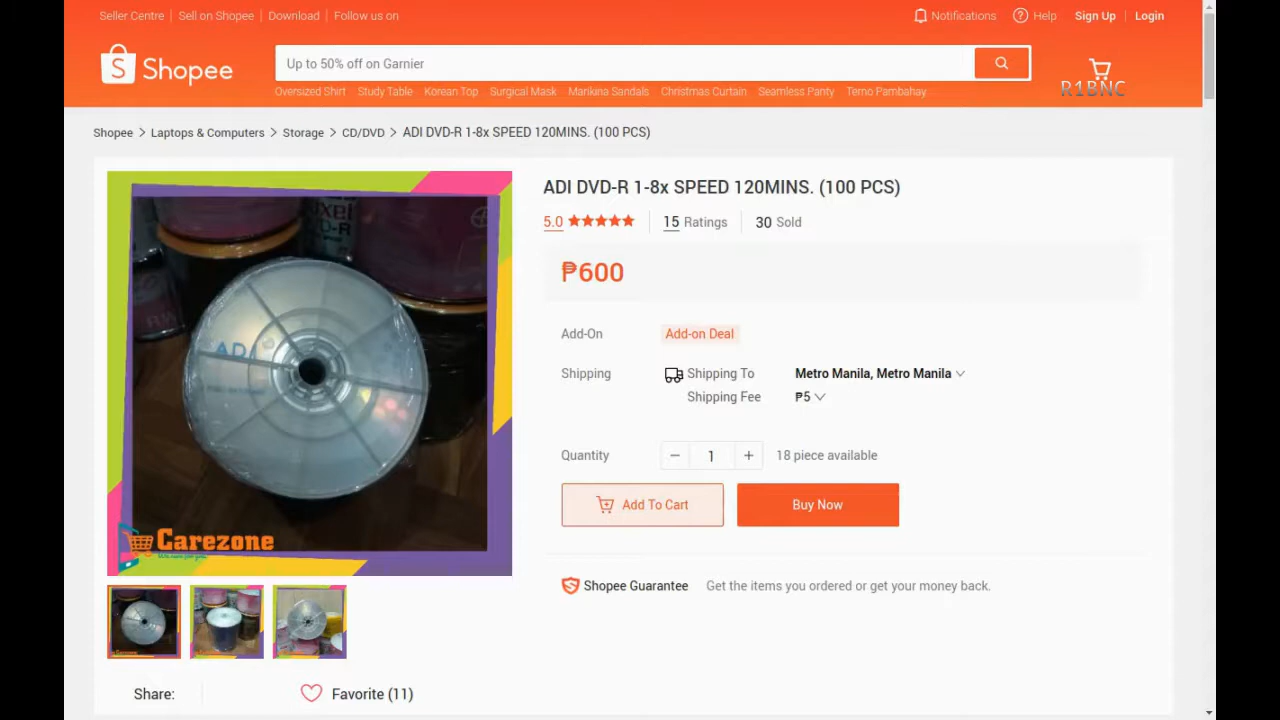 Seller Centre | Sell on Shopee | Download | Follow us on
Notifications
Help
Sign Up | Login
Shopee
Up to 50% off on Garnier
Oversized Shirt Study Table Korean Top Surgical Mask Marikina Sandals Christmas Curtain Seamless Panty Terno Pambahay
R1BNC
Shopee > Laptops & Computers > Storage > CD/DVD > ADI DVD-R 1-8x SPEED 120MINS. (100 PCS)
ADI
Carezone
ADI DVD-R 1-8x SPEED 120MINS. (100 PCS)
5.0
15 Ratings
30 Sold
₱600
Add-On Add-on Deal
Shipping Shipping To Metro Manila, Metro Manila
Shipping Fee ₱5
Quantity − 1 + 18 piece available
Add To Cart Buy Now
Shopee Guarantee Get the items you ordered or get your money back.
Share: Favorite (11)